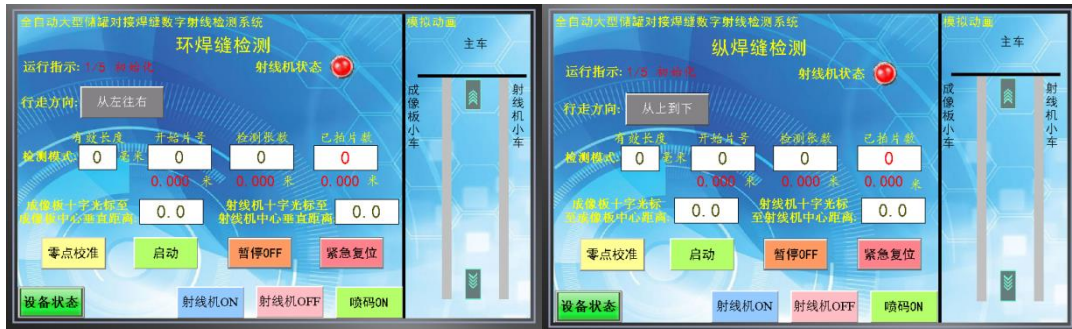 全自动大型储罐对接焊缝数字射线检测系统
环焊缝检测
运行指示: 1/5 初始化
射线机状态
行走方向: 从左往右
有效长度 开始片号 检测张数 已拍片数
检测模式: 0 毫米 0 0 0
0.000 米 0.000 米 0.000 米
成像板十字光标至
成像板中心垂直距离: 0.0
射线机十字光标至
射线机中心垂直距离: 0.0
零点校准 启动 暂停OFF 紧急复位
设备状态 射线机ON 射线机OFF 喷码ON
模拟动画
主车
成像板小车
射线机小车
全自动大型储罐对接焊缝数字射线检测系统
纵焊缝检测
运行指示: 1/5 初始化
射线机状态
行走方向: 从上到下
有效长度 开始片号 检测张数 已拍片数
检测模式: 0 毫米 0 0 0
0.000 米 0.000 米 0.000 米
成像板十字光标
至成像板中心距离: 0.0
射线机十字光标
至射线机中心距离: 0.0
零点校准 启动 暂停OFF 紧急复位
设备状态 射线机ON 射线机OFF 喷码ON
模拟动画
主车
成像板小车
射线机小车